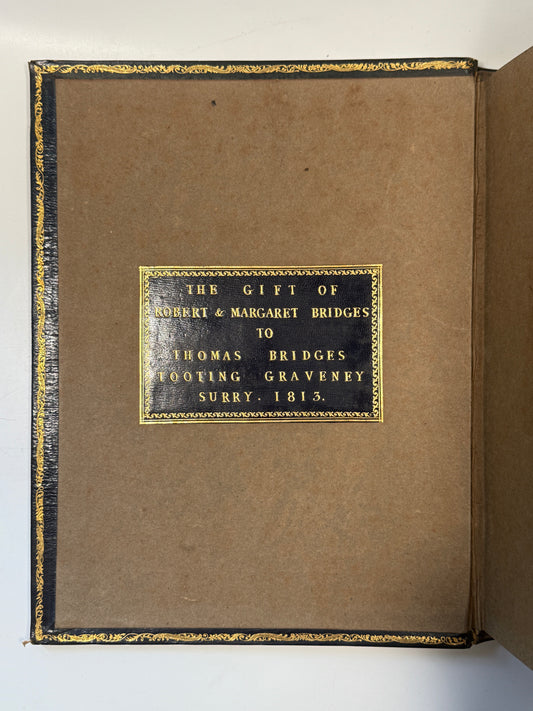 THE GIFT OF
ROBERT & MARGARET BRIDGES
TO
THOMAS BRIDGES
TOOTING GRAVENEY
SURRY. 1813.